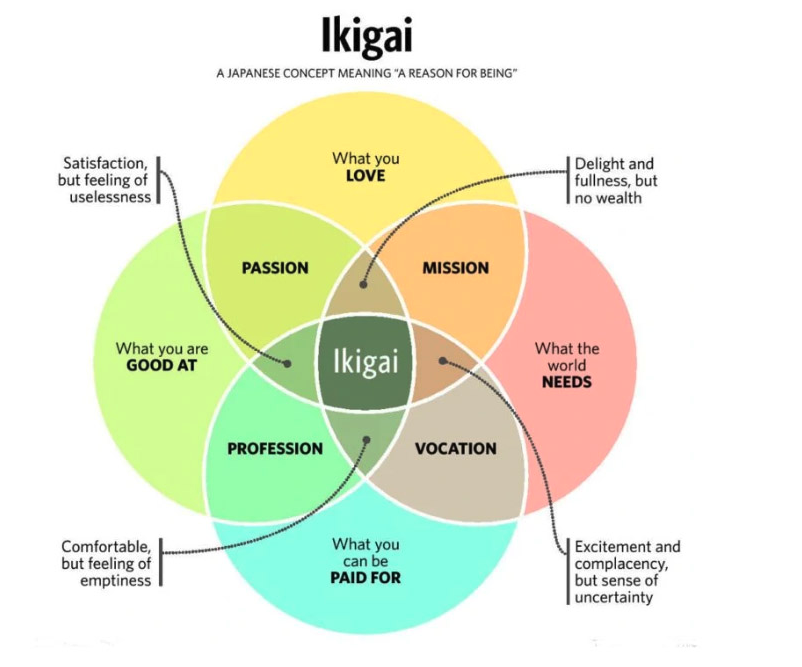 Ikigai
A JAPANESE CONCEPT MEANING "A REASON FOR BEING"
What you
LOVE
Satisfaction,
but feeling of
uselessness
Delight and
fullness, but
no wealth
PASSION
MISSION
What you are
GOOD AT
Ikigai
What the
world
NEEDS
PROFESSION
VOCATION
What you
can be
PAID FOR
Comfortable,
but feeling of
emptiness
Excitement and
complacency,
but sense of
uncertainty